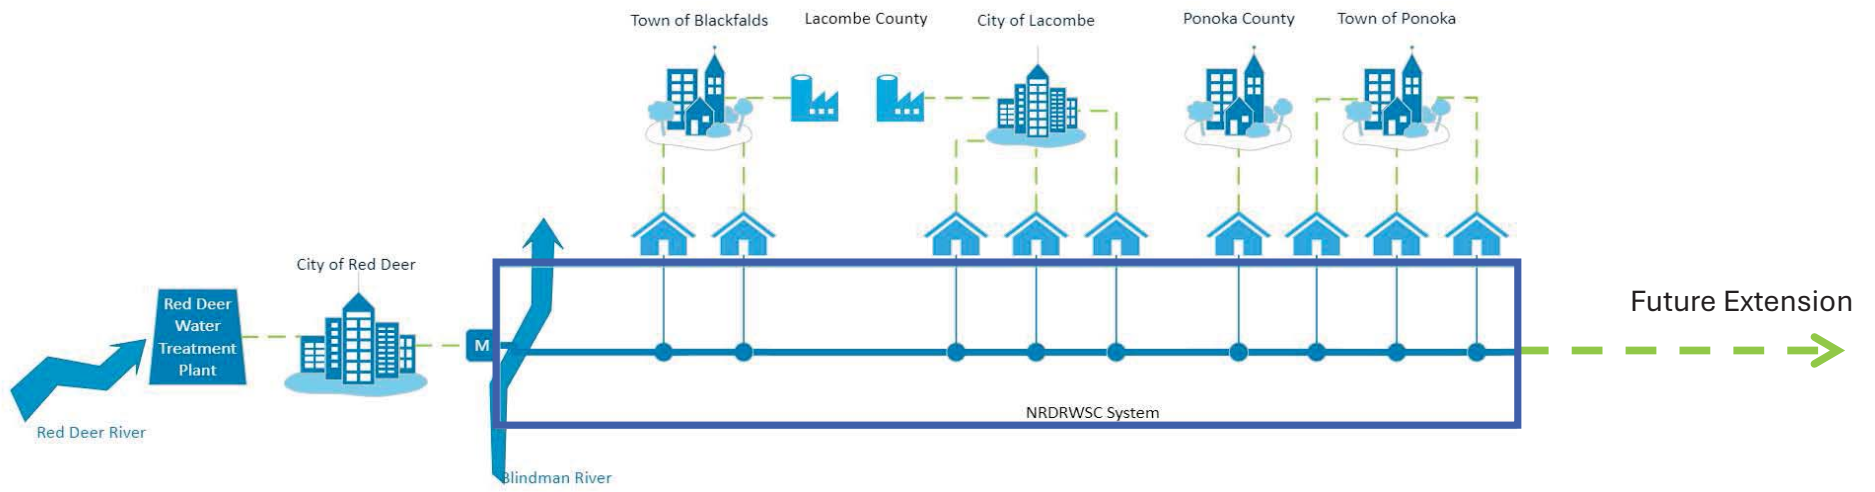 Town of Blackfalds
Lacombe County
City of Lacombe
Ponoka County
Town of Ponoka
City of Red Deer
Red Deer
Water
Treatment
Plant
M
Future Extension
NRDRWSC System
Red Deer River
Blindman River